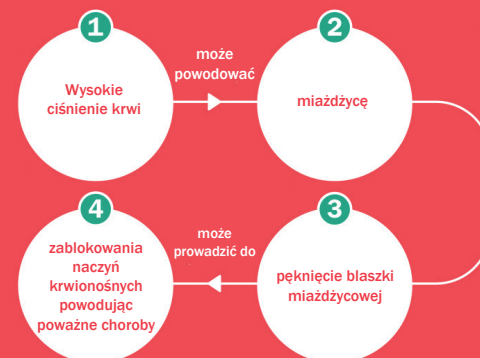 1
Wysokie
ciśnienie krwi
może
powodować
2
miażdżycę
3
pęknięcie blaszki
miażdżycowej
może
prowadzić do
4
zablokowania
naczyń
krwionośnych
powodując
poważne choroby